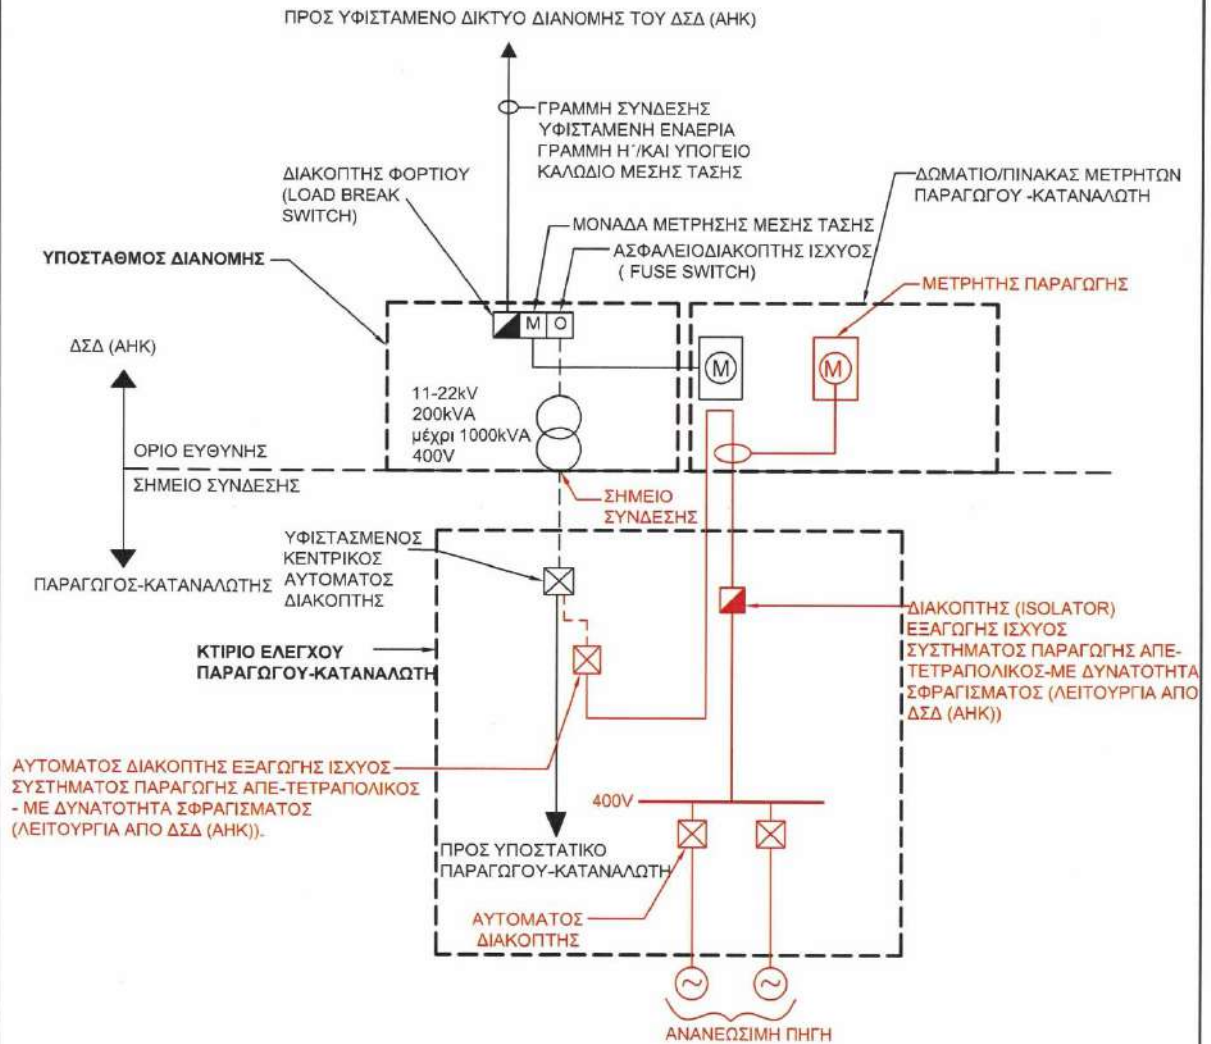 ΠΡΟΣ ΥΦΙΣΤΑΜΕΝΟ ΔΙΚΤΥΟ ΔΙΑΝΟΜΗΣ ΤΟΥ ΔΣΔ (ΑΗΚ)
ΓΡΑΜΜΗ ΣΥΝΔΕΣΗΣ
ΥΦΙΣΤΑΜΕΝΗ ΕΝΑΕΡΙΑ
ΓΡΑΜΜΗ Η΄/ΚΑΙ ΥΠΟΓΕΙΟ
ΚΑΛΩΔΙΟ ΜΕΣΗΣ ΤΑΣΗΣ
ΔΙΑΚΟΠΤΗΣ ΦΟΡΤΙΟΥ
(LOAD BREAK
SWITCH)
ΔΩΜΑΤΙΟ/ΠΙΝΑΚΑΣ ΜΕΤΡΗΤΩΝ
ΠΑΡΑΓΩΓΟΥ -ΚΑΤΑΝΑΛΩΤΗ
ΜΟΝΑΔΑ ΜΕΤΡΗΣΗΣ ΜΕΣΗΣ ΤΑΣΗΣ
ΑΣΦΑΛΕΙΟΔΙΑΚΟΠΤΗΣ ΙΣΧΥΟΣ
( FUSE SWITCH)
ΥΠΟΣΤΑΘΜΟΣ ΔΙΑΝΟΜΗΣ
ΜΕΤΡΗΤΗΣ ΠΑΡΑΓΩΓΗΣ
M O
ΔΣΔ (ΑΗΚ)
M
M
11-22kV
200kVA
μέχρι 1000kVA
400V
ΟΡΙΟ ΕΥΘΥΝΗΣ
ΣΗΜΕΙΟ ΣΥΝΔΕΣΗΣ
ΣΗΜΕΙΟ
ΣΥΝΔΕΣΗΣ
ΥΦΙΣΤΑΣΜΕΝΟΣ
ΚΕΝΤΡΙΚΟΣ
ΑΥΤΟΜΑΤΟΣ
ΔΙΑΚΟΠΤΗΣ
ΠΑΡΑΓΩΓΟΣ-ΚΑΤΑΝΑΛΩΤΗΣ
ΔΙΑΚΟΠΤΗΣ (ISOLATOR)
ΕΞΑΓΩΓΗΣ ΙΣΧΥΟΣ
ΣΥΣΤΗΜΑΤΟΣ ΠΑΡΑΓΩΓΗΣ ΑΠΕ-
ΤΕΤΡΑΠΟΛΙΚΟΣ-ΜΕ ΔΥΝΑΤΟΤΗΤΑ
ΣΦΡΑΓΙΣΜΑΤΟΣ (ΛΕΙΤΟΥΡΓΙΑ ΑΠΟ
ΔΣΔ (ΑΗΚ))
ΚΤΙΡΙΟ ΕΛΕΓΧΟΥ
ΠΑΡΑΓΩΓΟΥ-ΚΑΤΑΝΑΛΩΤΗ
ΑΥΤΟΜΑΤΟΣ ΔΙΑΚΟΠΤΗΣ ΕΞΑΓΩΓΗΣ ΙΣΧΥΟΣ
ΣΥΣΤΗΜΑΤΟΣ ΠΑΡΑΓΩΓΗΣ ΑΠΕ-ΤΕΤΡΑΠΟΛΙΚΟΣ
- ΜΕ ΔΥΝΑΤΟΤΗΤΑ ΣΦΡΑΓΙΣΜΑΤΟΣ
(ΛΕΙΤΟΥΡΓΙΑ ΑΠΟ ΔΣΔ (ΑΗΚ)).
400V
ΠΡΟΣ ΥΠΟΣΤΑΤΙΚΟ
ΠΑΡΑΓΩΓΟΥ-ΚΑΤΑΝΑΛΩΤΗ
ΑΥΤΟΜΑΤΟΣ
ΔΙΑΚΟΠΤΗΣ
ΑΝΑΝΕΩΣΙΜΗ ΠΗΓΗ